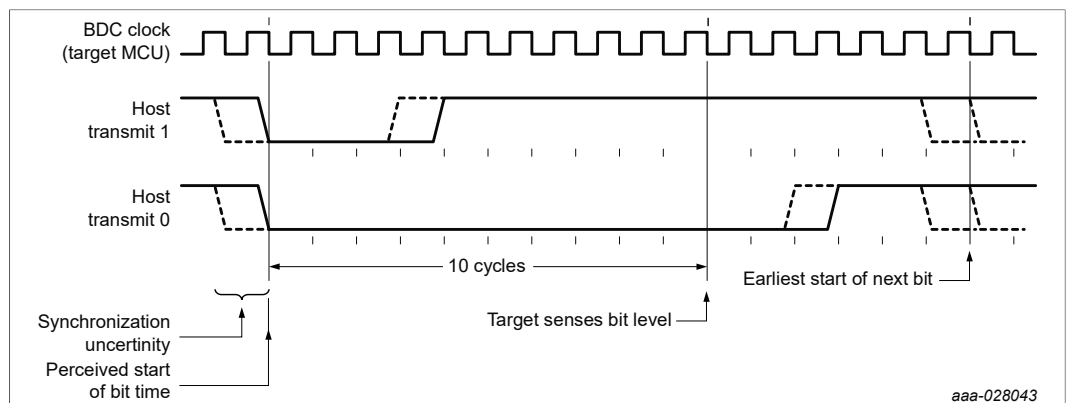 BDC clock
(target MCU)
Host
transmit 1
Host
transmit 0
10 cycles
Earliest start of next bit
Synchronization
uncertinity
Target senses bit level
Perceived start
of bit time
aaa-028043